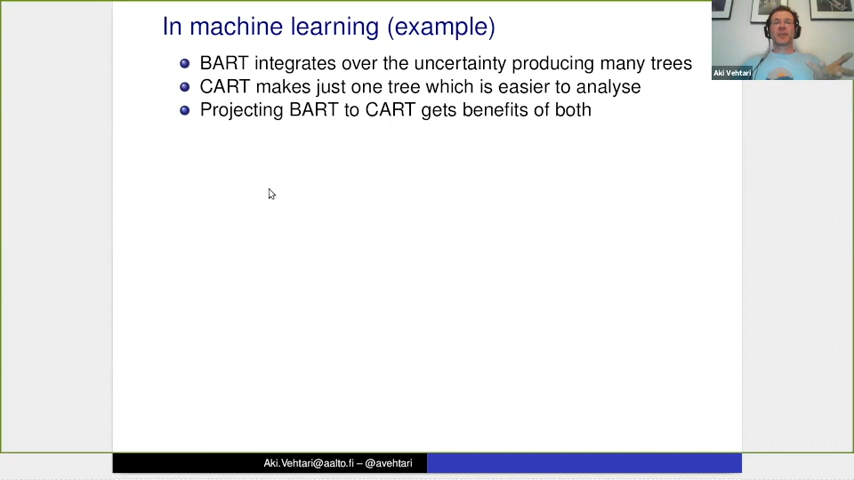 In machine learning (example)
BART integrates over the uncertainty producing many trees
CART makes just one tree which is easier to analyse
Projecting BART to CART gets benefits of both
Aki Vehtari
Aki.Vehtari@aalto.fi – @avehtari